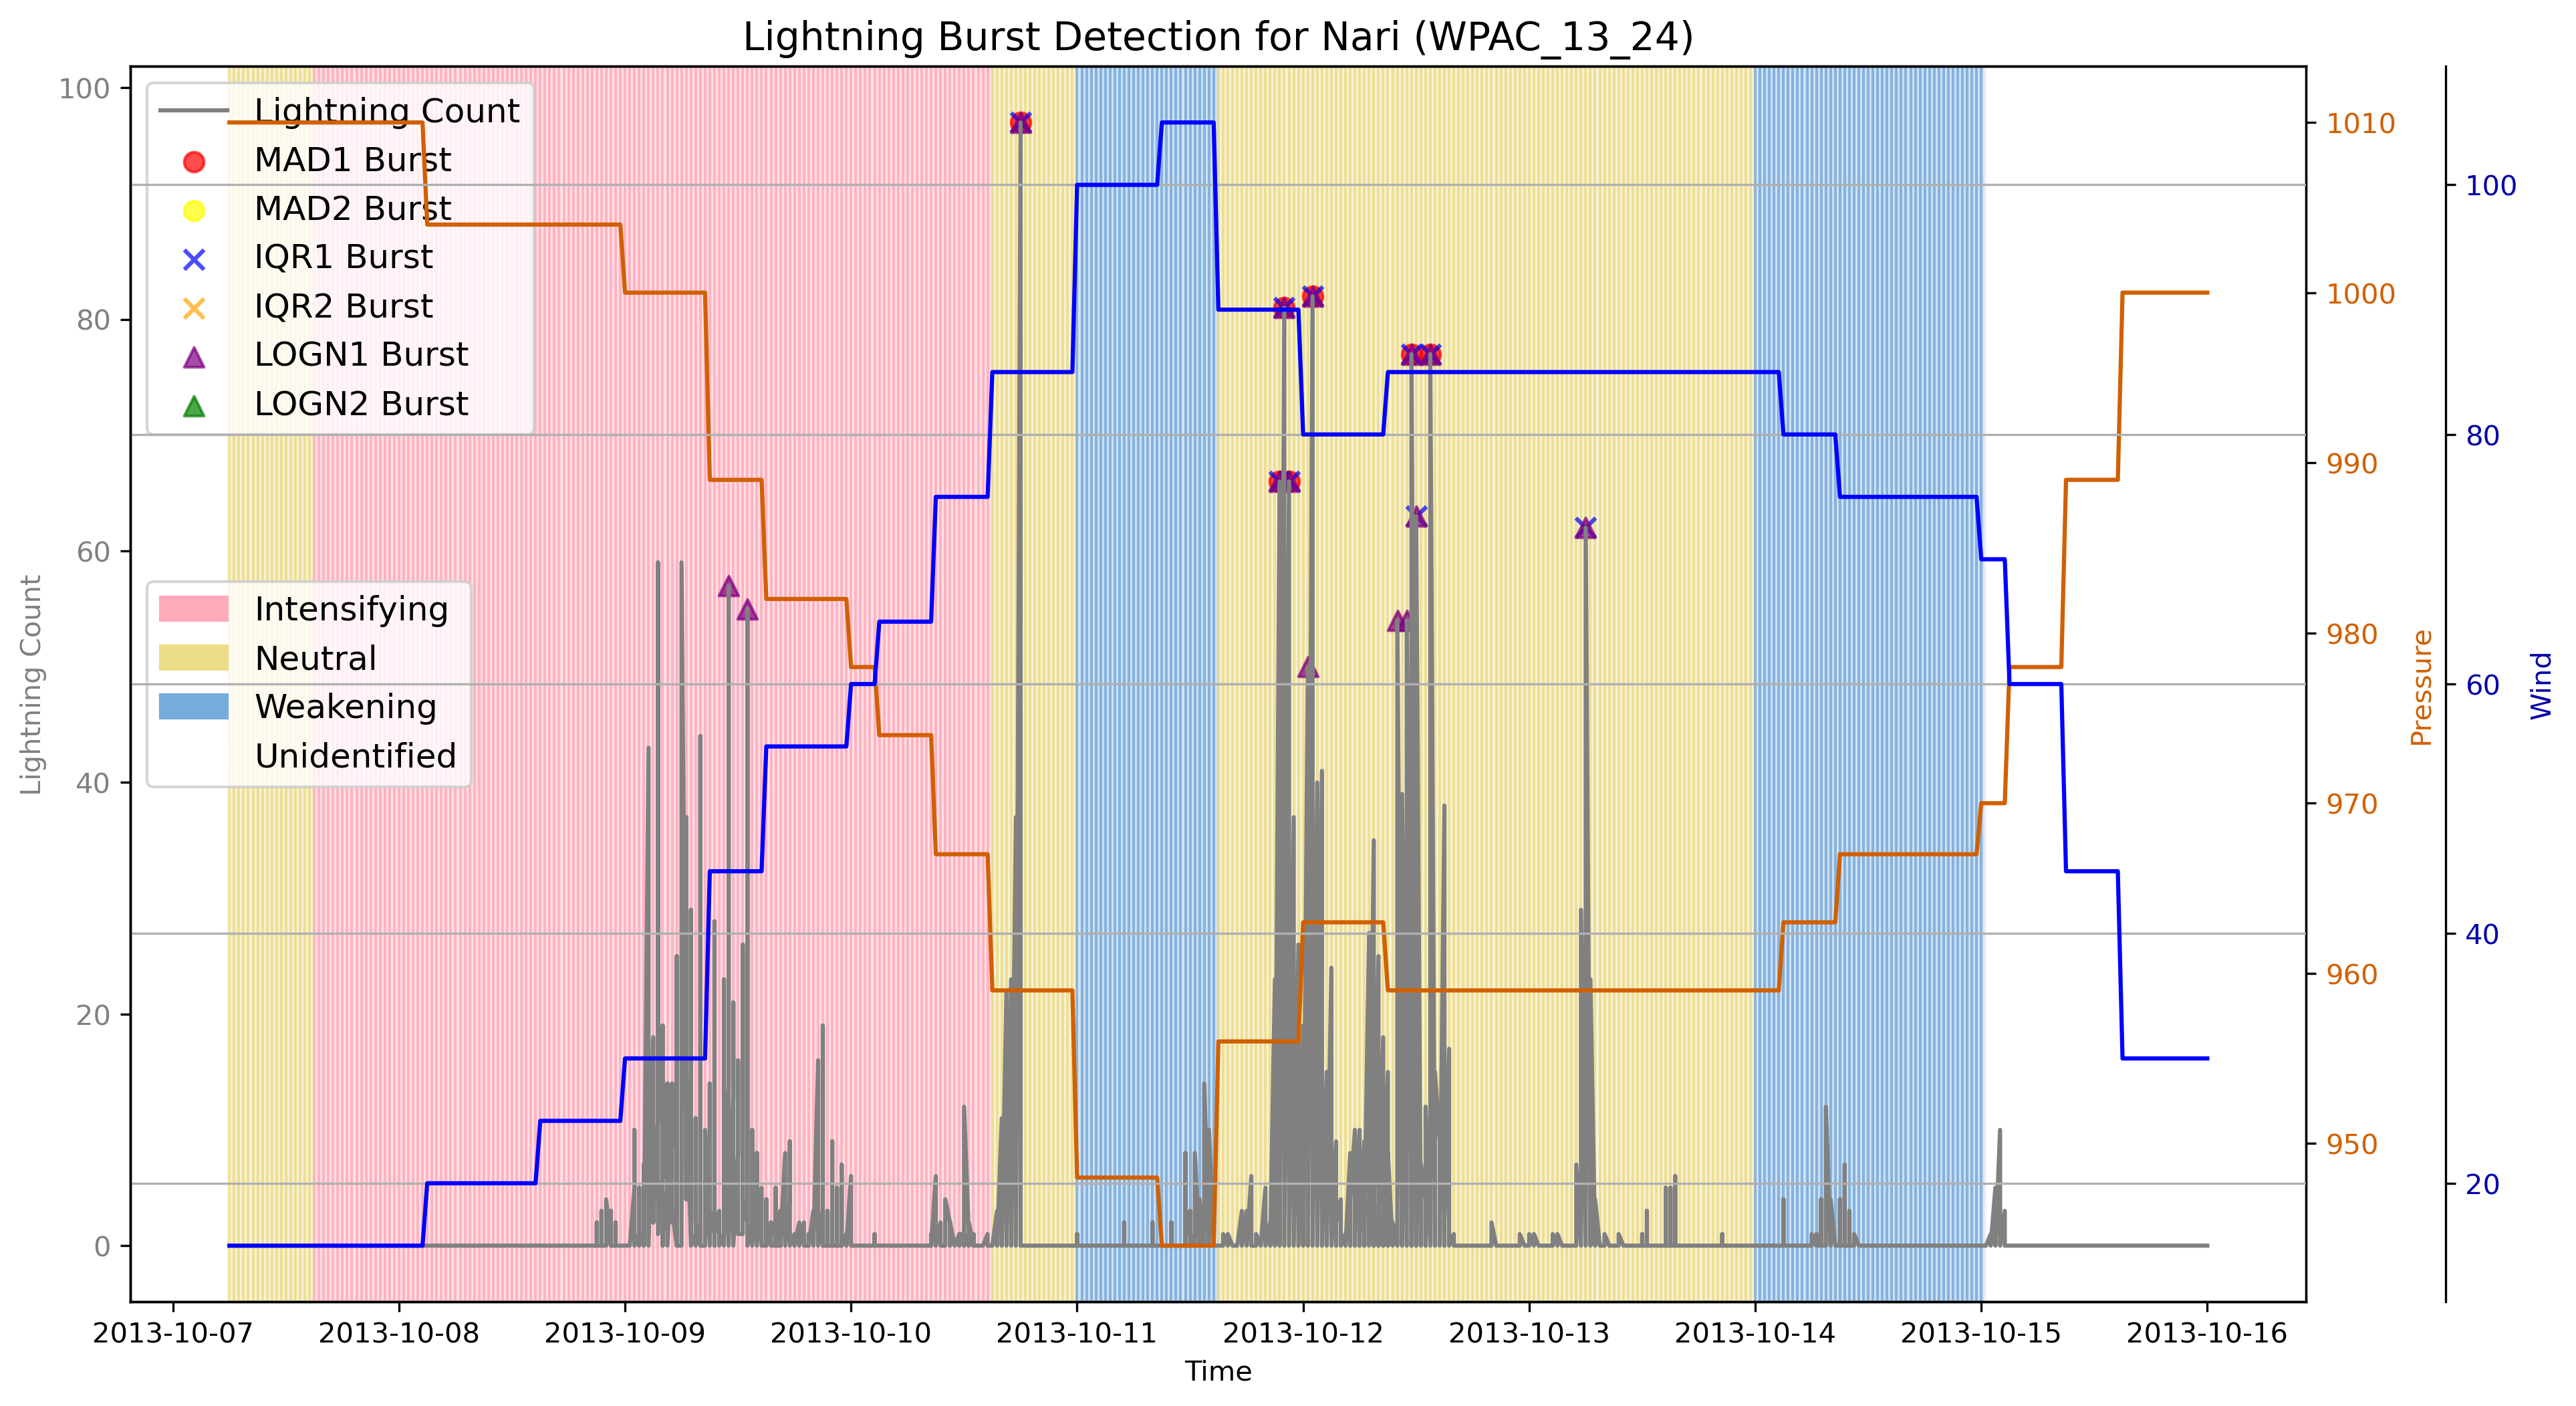 Lightning Burst Detection for Nari (WPAC_13_24)
Lightning Count
MAD1 Burst
MAD2 Burst
IQR1 Burst
IQR2 Burst
LOGN1 Burst
LOGN2 Burst
Intensifying
Neutral
Weakening
Unidentified
Lightning Count
100
80
60
40
20
0
1010
1000
990
980
970
960
950
Pressure
100
80
60
40
20
Wind
2013-10-07 2013-10-08 2013-10-09 2013-10-10 2013-10-11 2013-10-12 2013-10-13 2013-10-14 2013-10-15 2013-10-16
Time